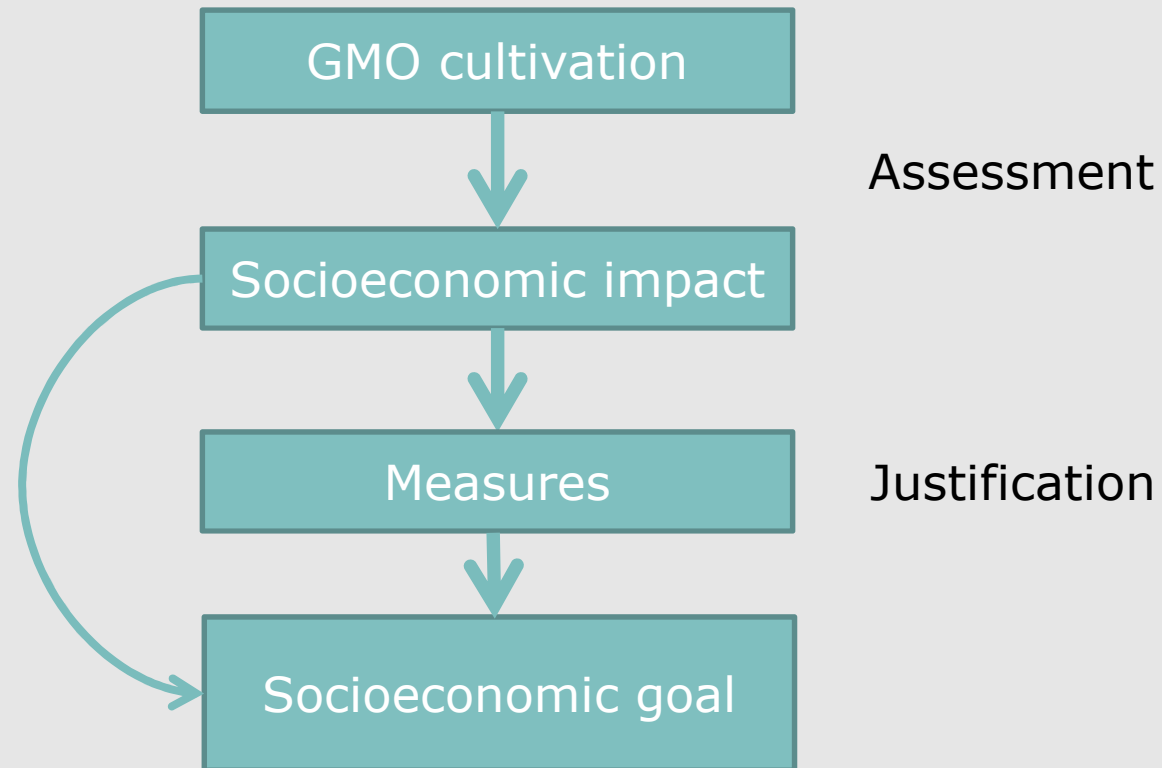 GMO cultivation
Assessment
Socioeconomic impact
Measures
Justification
Socioeconomic goal